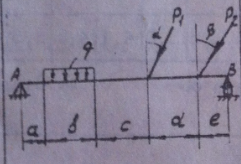 α P₁ β P₂
q
A B
a b c d e